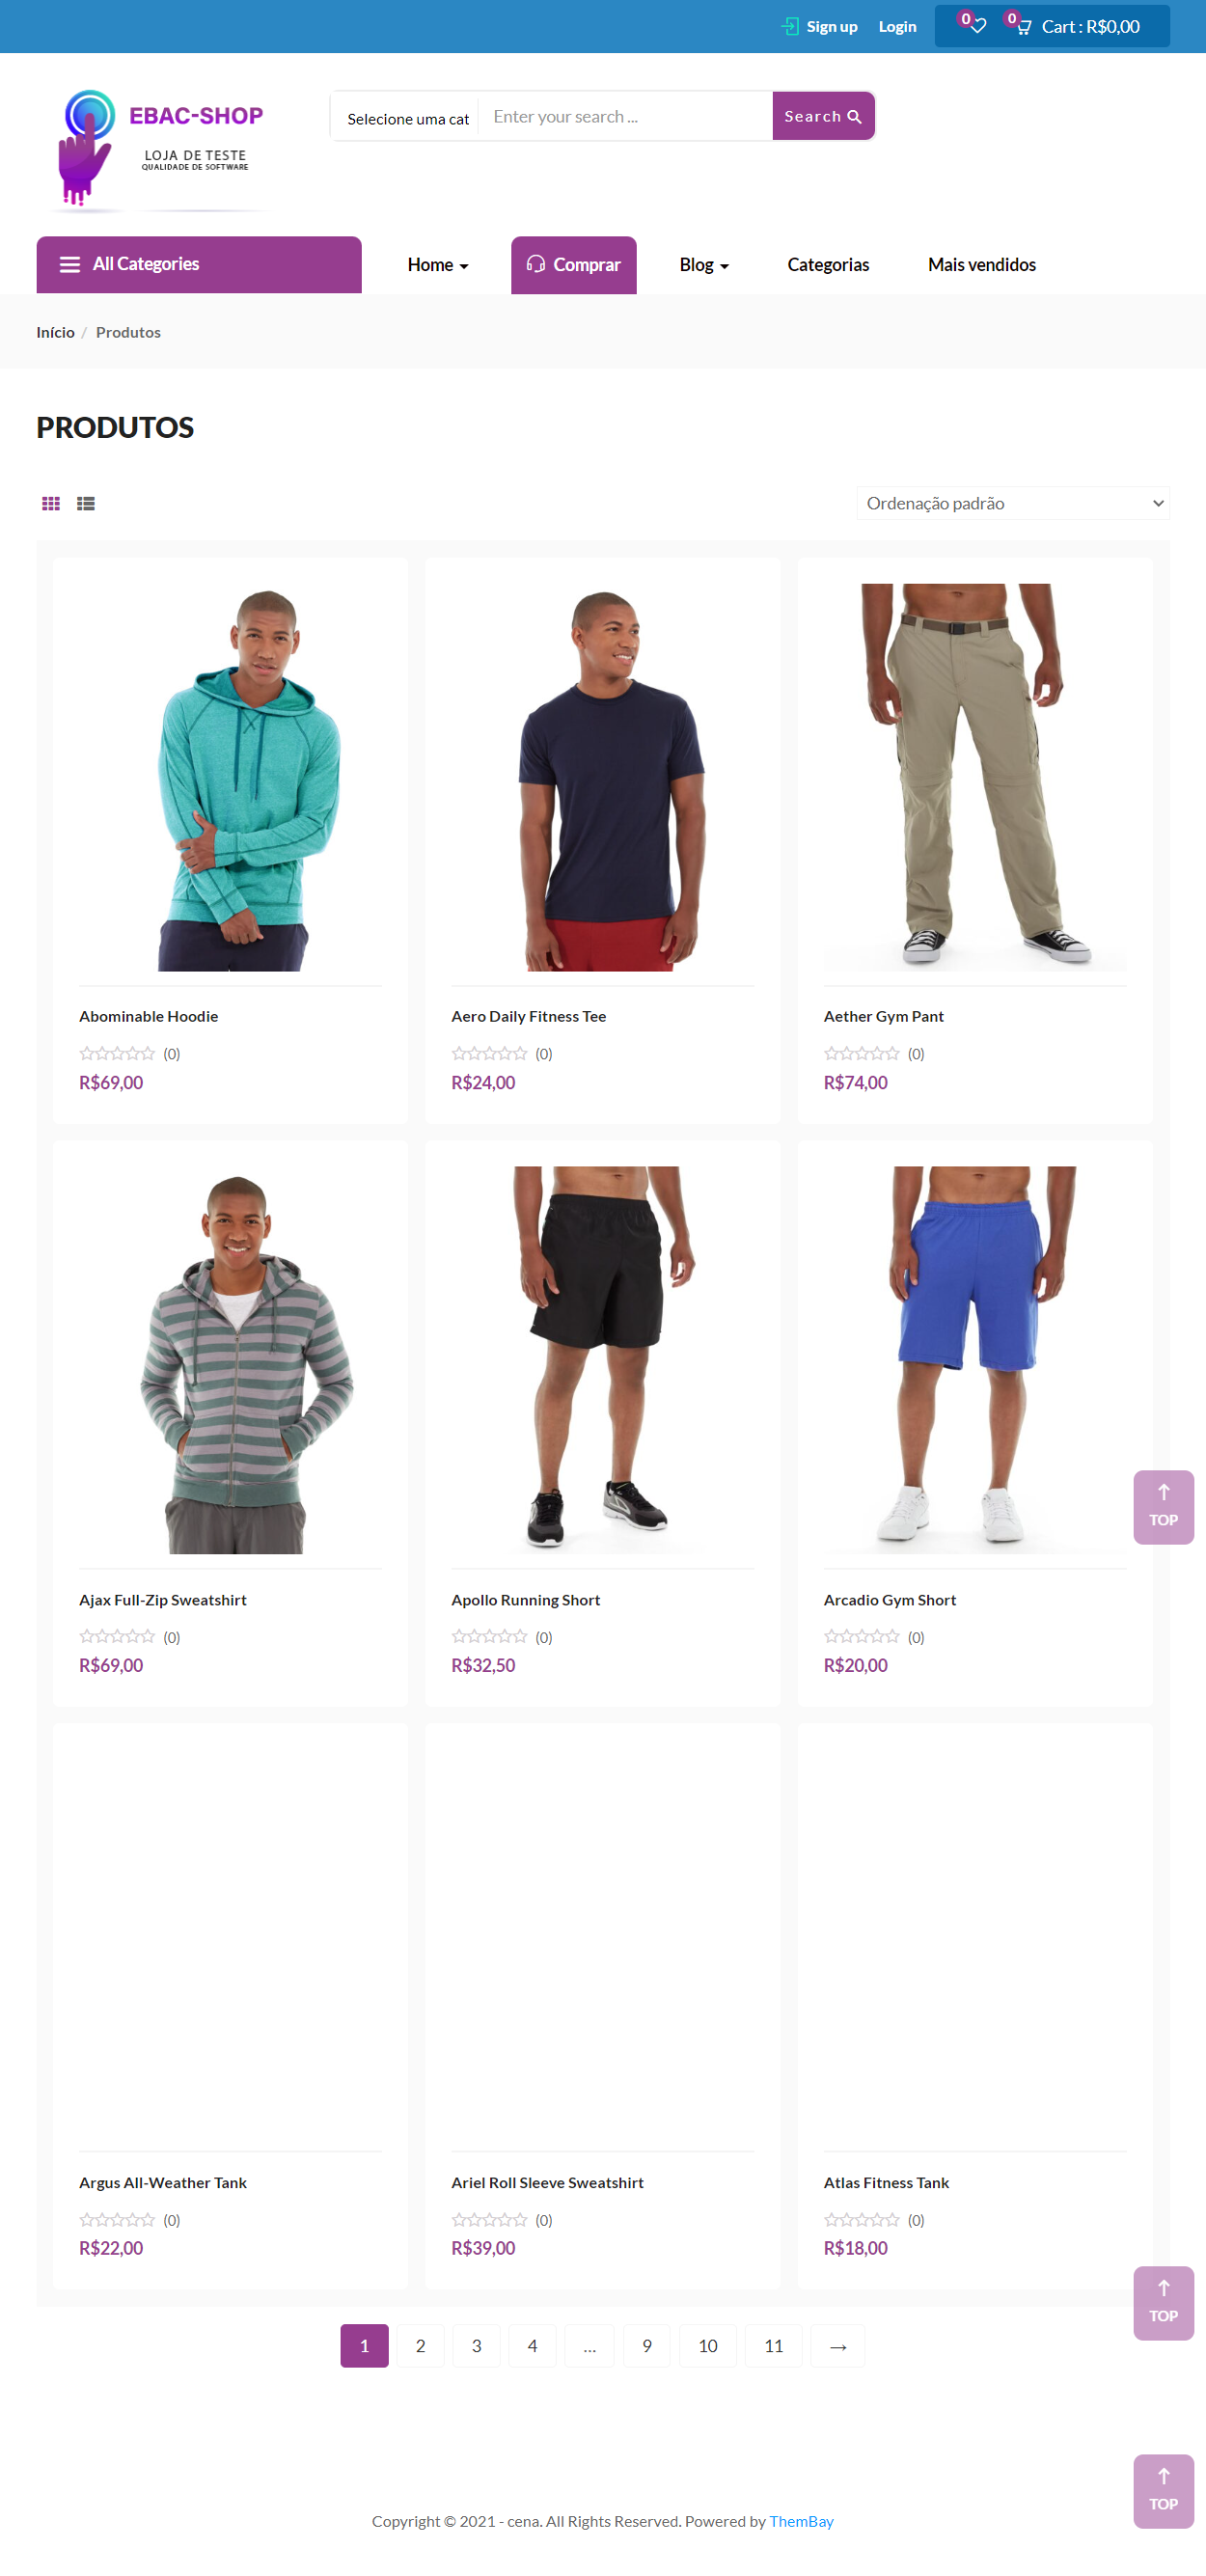 Sign up Login 0 0 Cart : R$0,00
EBAC-SHOP
LOJA DE TESTE
QUALIDADE DE SOFTWARE
Selecione uma cat Enter your search ... Search
All Categories Home Comprar Blog Categorias Mais vendidos
Início / Produtos
PRODUTOS
Ordenação padrão
Abominable Hoodie Aero Daily Fitness Tee Aether Gym Pant
(0) (0) (0)
R$69,00 R$24,00 R$74,00
TOP
Ajax Full-Zip Sweatshirt Apollo Running Short Arcadio Gym Short
(0) (0) (0)
R$69,00 R$32,50 R$20,00
Argus All-Weather Tank Ariel Roll Sleeve Sweatshirt Atlas Fitness Tank
(0) (0) (0)
R$22,00 R$39,00 R$18,00
TOP
1 2 3 4 … 9 10 11 →
TOP
Copyright © 2021 - cena. All Rights Reserved. Powered by ThemBay